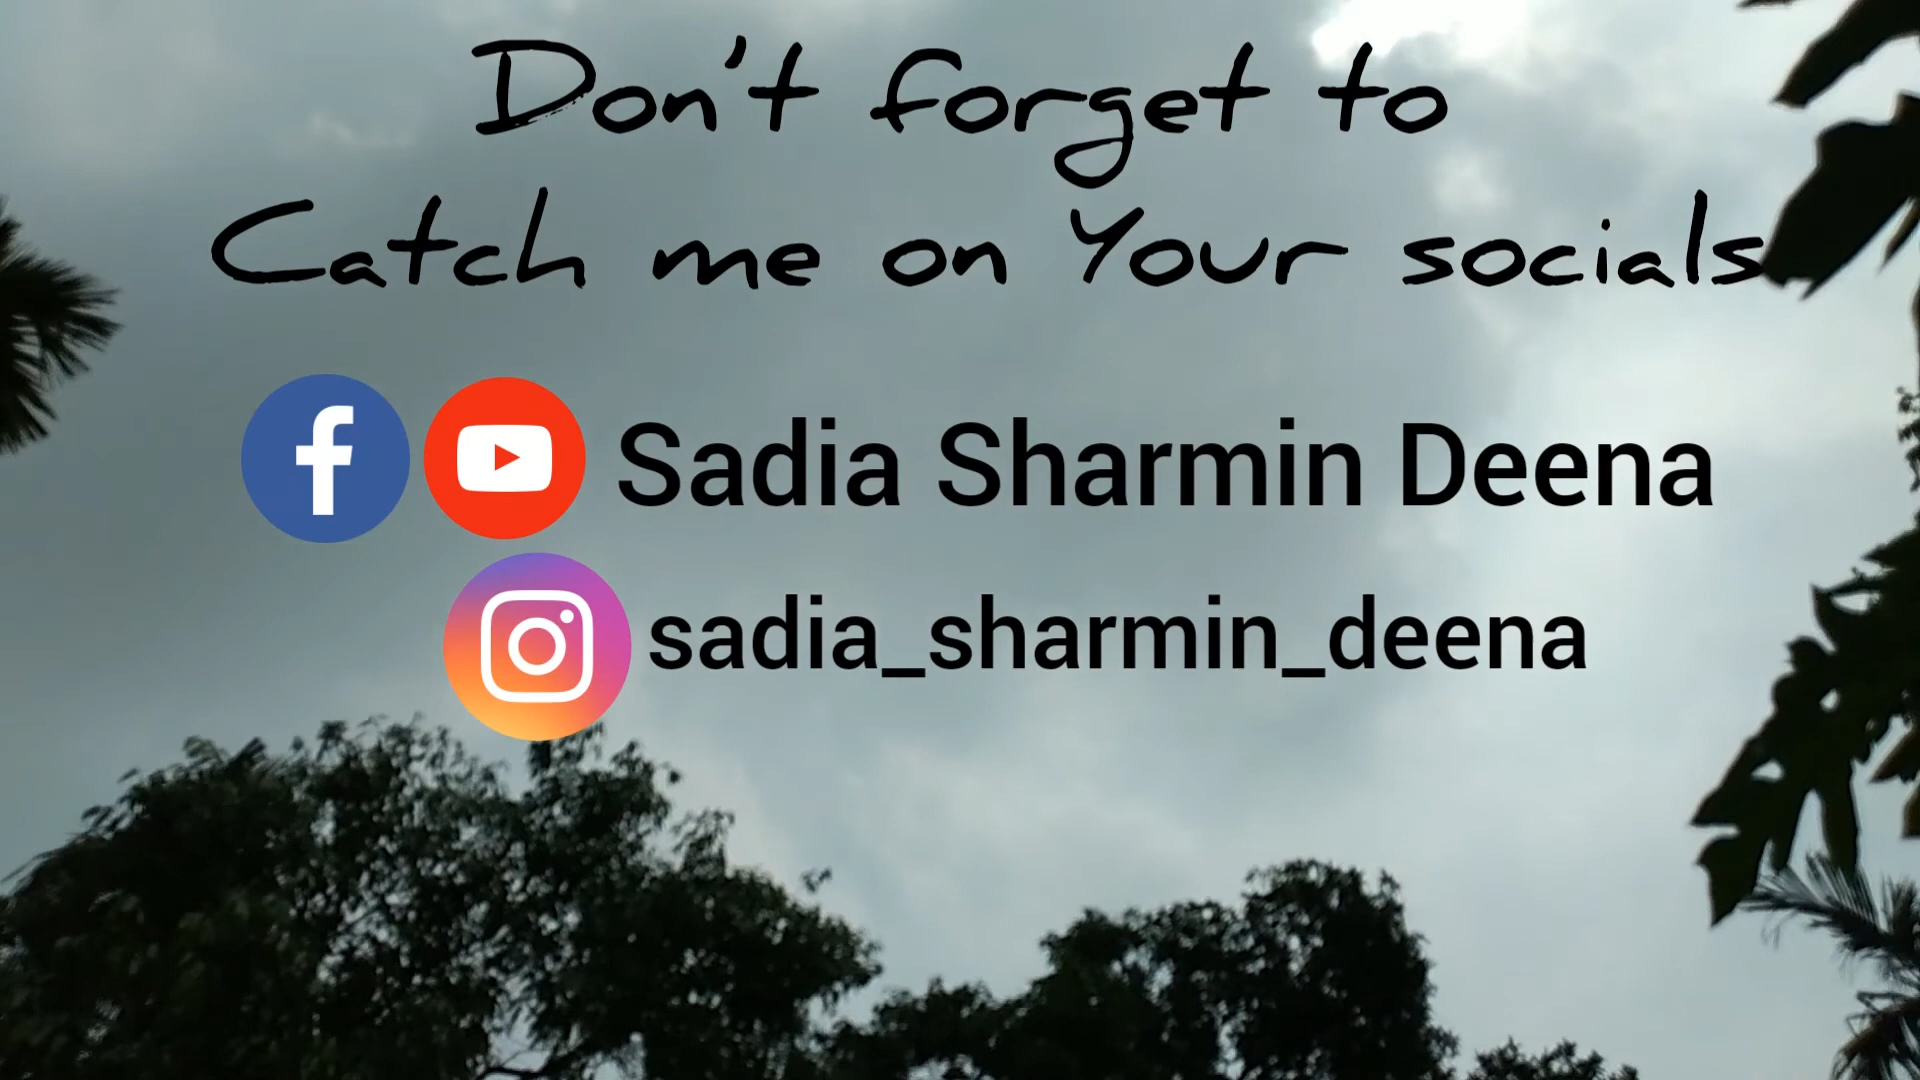 Don't forget to
Catch me on Your socials
Sadia Sharmin Deena
sadia_sharmin_deena